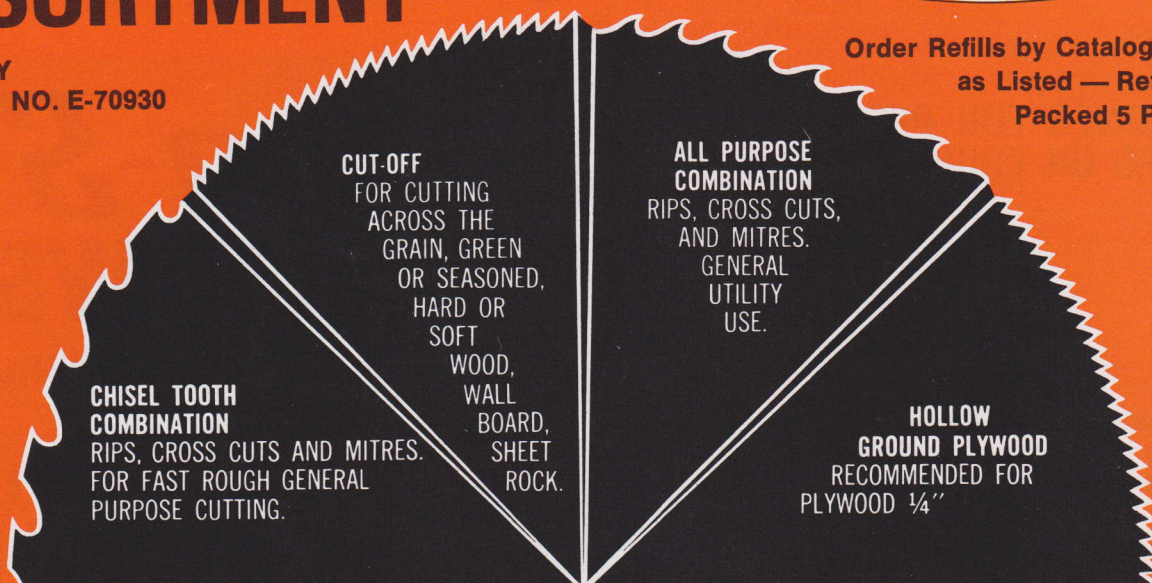 NO. E-70930
Order Refills by Catalog
as Listed —
Packed 5
CUT-OFF
FOR CUTTING
ACROSS THE
GRAIN, GREEN
OR SEASONED,
HARD OR
SOFT
WOOD,
WALL
BOARD,
SHEET
ROCK.
ALL PURPOSE
COMBINATION
RIPS, CROSS CUTS,
AND MITRES.
GENERAL
UTILITY
USE.
CHISEL TOOTH
COMBINATION
RIPS, CROSS CUTS AND MITRES.
FOR FAST ROUGH GENERAL
PURPOSE CUTTING.
HOLLOW
GROUND PLYWOOD
RECOMMENDED FOR
PLYWOOD ¼″